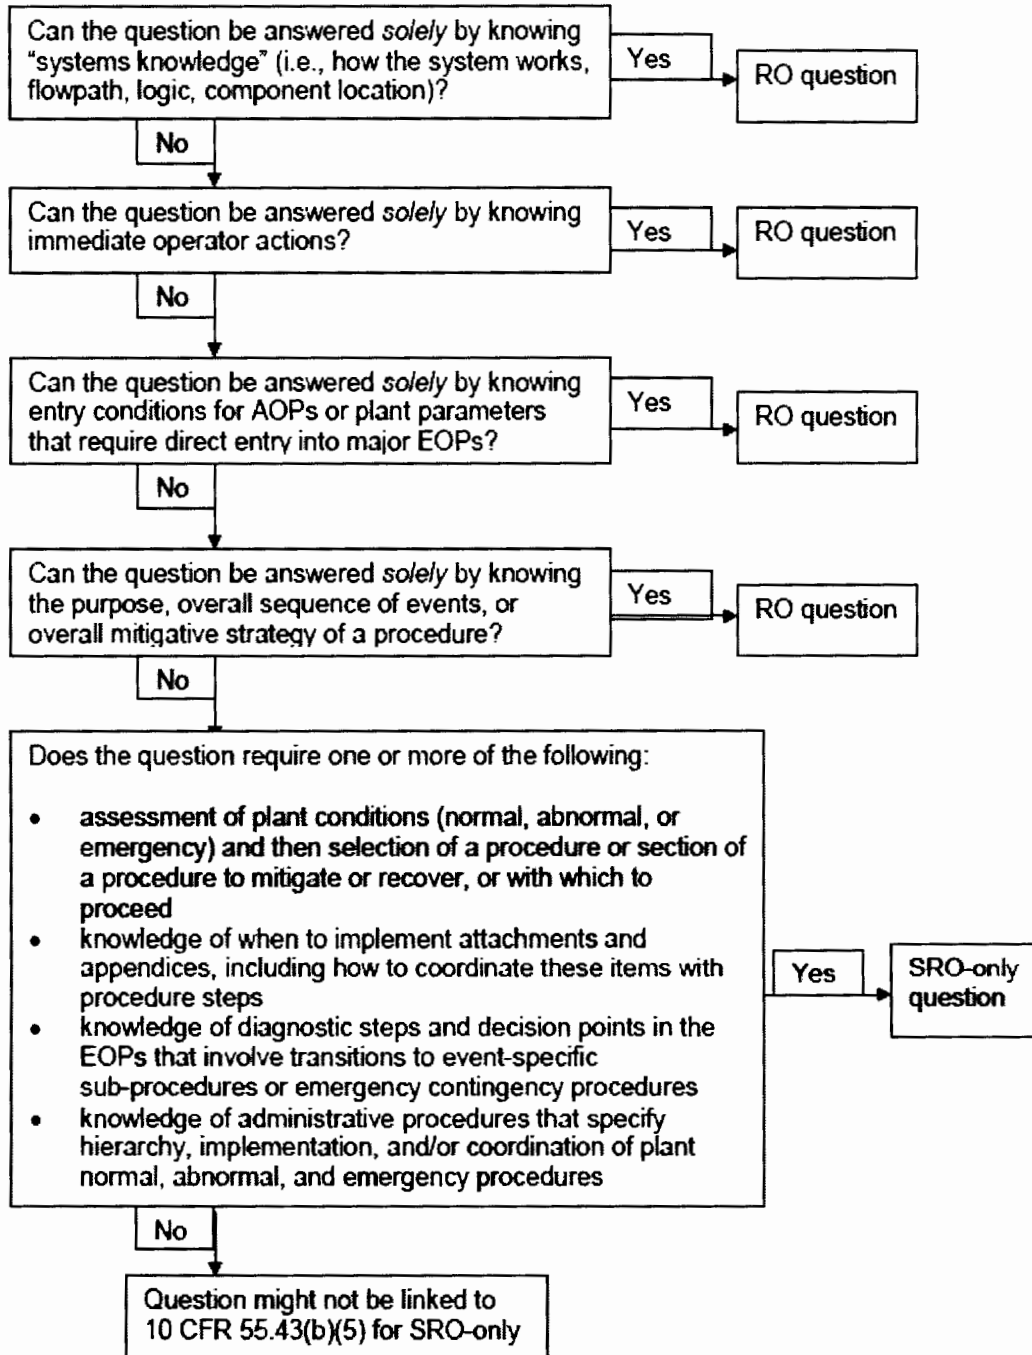 Can the question be answered solely by knowing
"systems knowledge" (i.e., how the system works,
flowpath, logic, component location)?
Yes
RO question
No
Can the question be answered solely by knowing
immediate operator actions?
Yes
RO question
No
Can the question be answered solely by knowing
entry conditions for AOPs or plant parameters
that require direct entry into major EOPs?
Yes
RO question
No
Can the question be answered solely by knowing
the purpose, overall sequence of events, or
overall mitigative strategy of a procedure?
Yes
RO question
No
Does the question require one or more of the following:
• assessment of plant conditions (normal, abnormal, or
emergency) and then selection of a procedure or section of
a procedure to mitigate or recover, or with which to
proceed
• knowledge of when to implement attachments and
appendices, including how to coordinate these items with
procedure steps
• knowledge of diagnostic steps and decision points in the
EOPs that involve transitions to event-specific
sub-procedures or emergency contingency procedures
• knowledge of administrative procedures that specify
hierarchy, implementation, and/or coordination of plant
normal, abnormal, and emergency procedures
Yes
SRO-only
question
No
Question might not be linked to
10 CFR 55.43(b)(5) for SRO-only